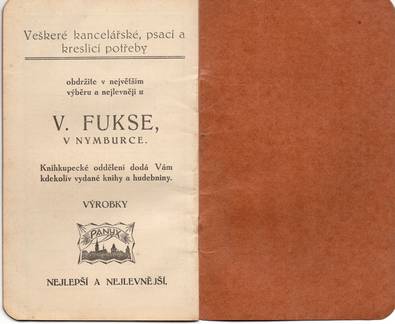 Veškeré kancelářské, psací a
kreslicí potřeby
obdržíte v největším
výběru a nejlevněji u
V. FUKSE,
V NYMBURCE.
Knihkupecké oddělení dodá Vám
kdekoliv vydané knihy a hudebniny.
VÝROBKY
PANYX
NEJLEPŠÍ A NEJLEVNĚJŠÍ.